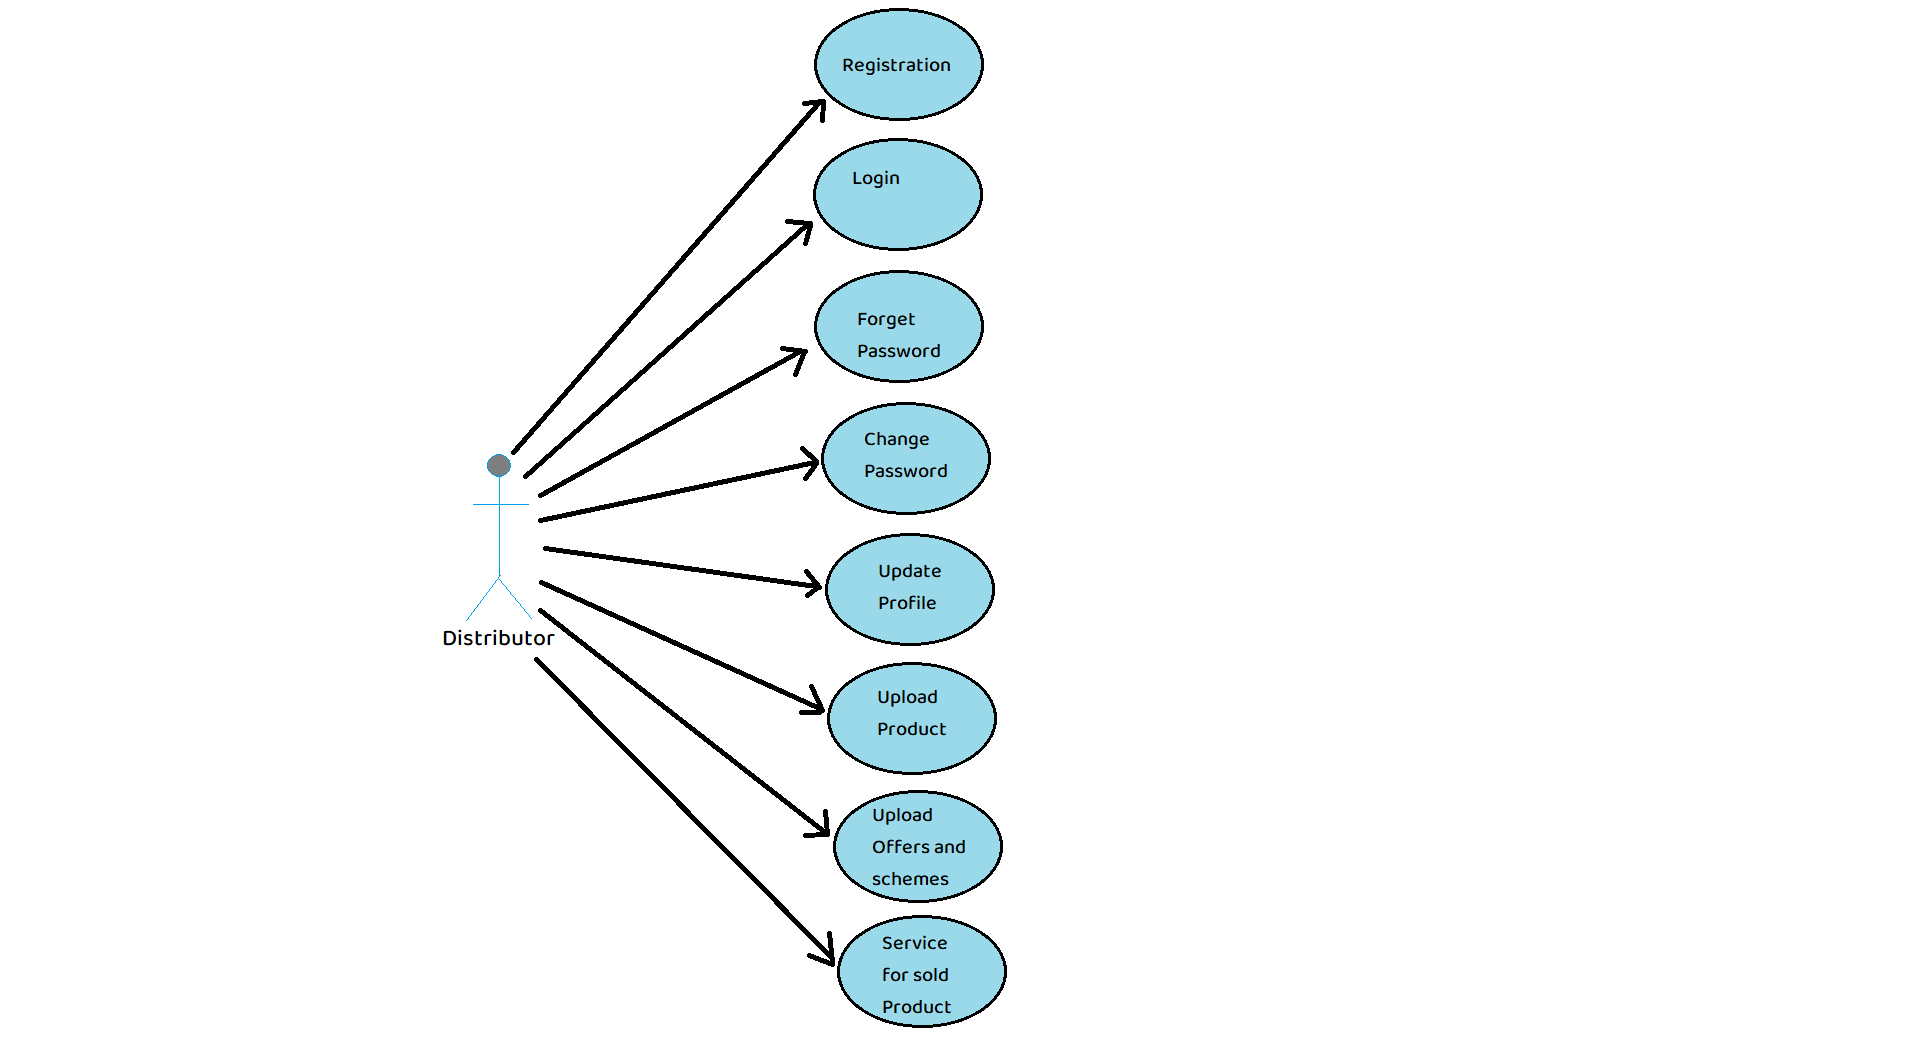 Registration
Login
Forget
Password
Change
Password
Update
Profile
Distributor
Upload
Product
Upload
Offers and
schemes
Service
for sold
Product